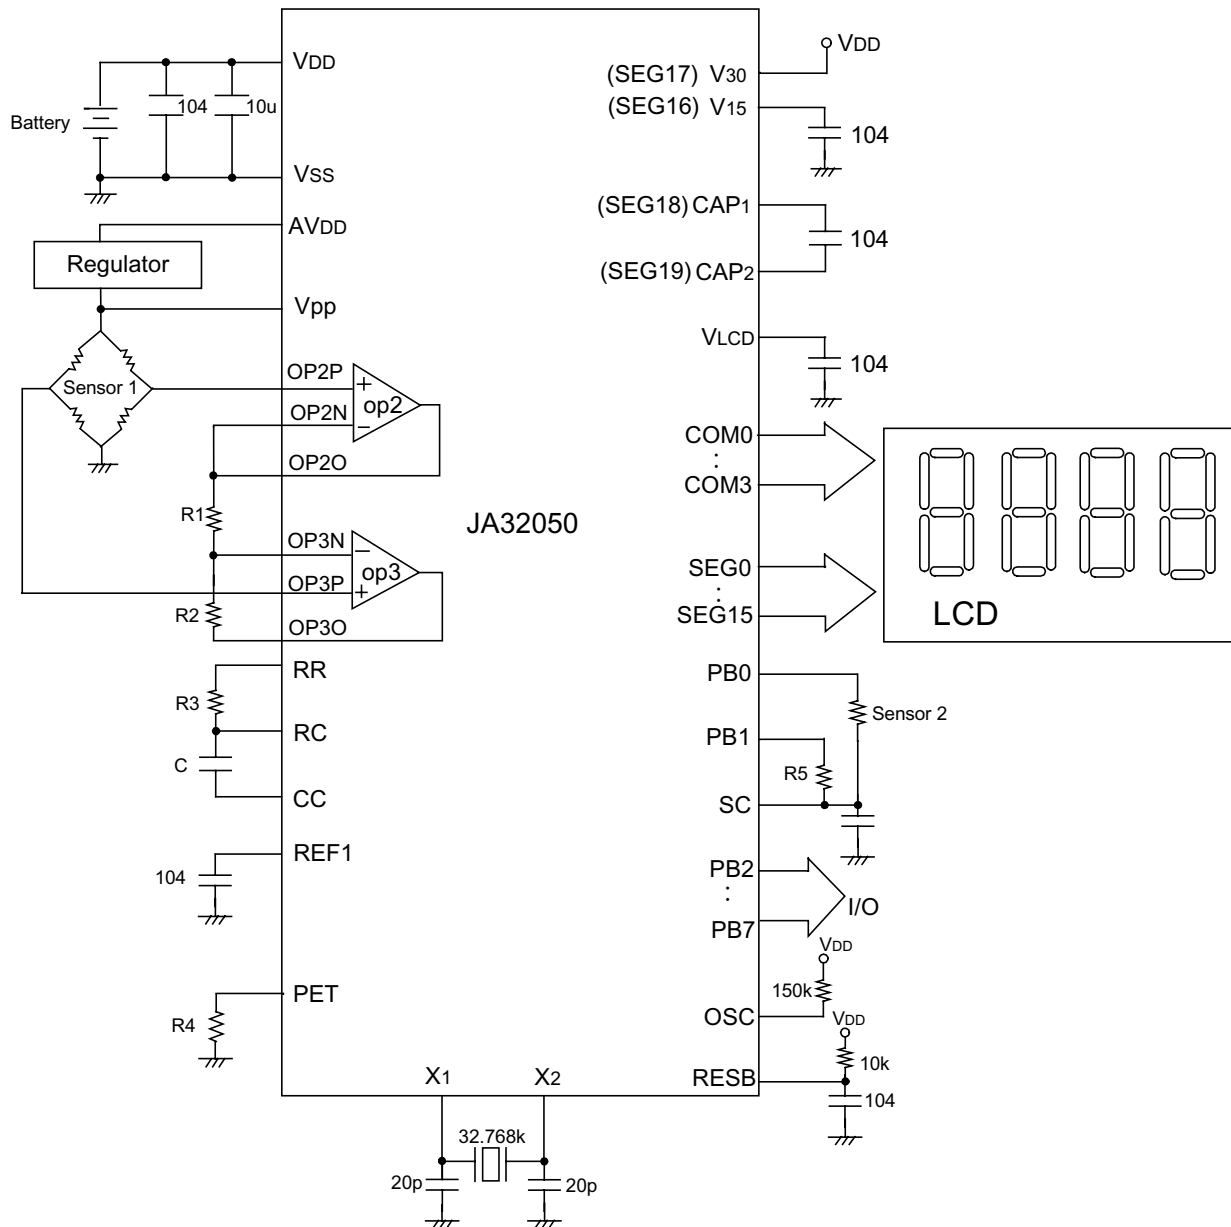 VDD
VDD
(SEG17) V30
104
10u
(SEG16) V15
Battery
104
VSS
(SEG18) CAP1
AVDD
104
Regulator
(SEG19) CAP2
Vpp
VLCD
104
Sensor 1
OP2P
+
op2
OP2N
−
COM0
OP2O
COM3
R1
JA32050
OP3N
−
SEG0
op3
OP3P
+
R2
SEG15
LCD
OP3O
RR
PB0
R3
Sensor 2
RC
PB1
C
R5
CC
SC
REF1
PB2
104
I/O
PB7
VDD
PET
150k
OSC
R4
VDD
10k
X1
X2
RESB
104
32.768k
20p
20p